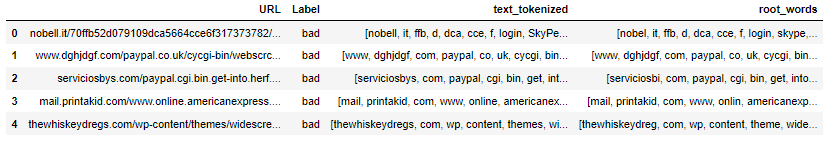 URL Label text_tokenized root_words
0 nobell.it/70ffb52d079109dca5664cce6f317373782/... bad [nobell, it, ffb, d, dca, cce, f, login, SkyPe... [nobel, it, ffb, d, dca, cce, f, login, skype,...
1 www.dghjdgf.com/paypal.co.uk/cycgi-bin/webscrc... bad [www, dghjdgf, com, paypal, co, uk, cycgi, bin... [www, dghjdgf, com, paypal, co, uk, cycgi, bin...
2 serviciosbys.com/paypal.cgi.bin.get-into.herf.... bad [serviciosbys, com, paypal, cgi, bin, get, int... [serviciosbi, com, paypal, cgi, bin, get, into...
3 mail.printakid.com/www.online.americanexpress.... bad [mail, printakid, com, www, online, americanex... [mail, printakid, com, www, onlin, americanexp...
4 thewhiskeydregs.com/wp-content/themes/widescre... bad [thewhiskeydregs, com, wp, content, themes, wi... [thewhiskeydreg, com, wp, content, theme, wide...